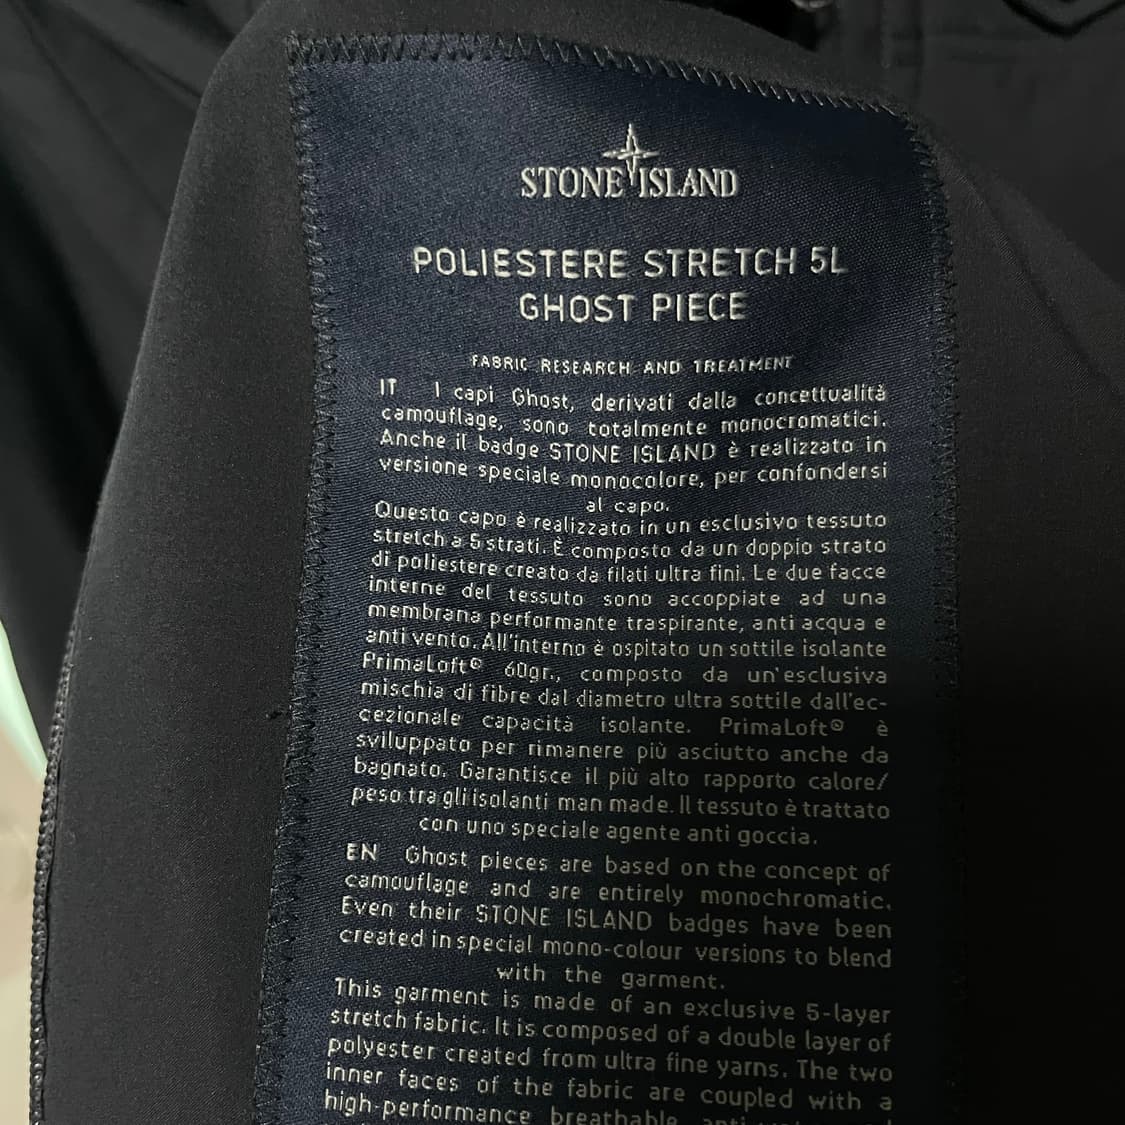 STONE ISLAND
POLIESTERE STRETCH 5L
GHOST PIECE
FABRIC RESEARCH AND TREATMENT
IT I capi Ghost, derivati dalla concettualità
camouflage, sono totalmente monocromatici.
Anche il badge STONE ISLAND è realizzato in
versione speciale monocolore, per confondersi
al capo.
Questo capo è realizzato in un esclusivo tessuto
stretch a 5 strati. È composto da un doppio strato
di poliestere creato da filati ultra fini. Le due facce
interne del tessuto sono accoppiate ad una
membrana performante traspirante, anti acqua e
anti vento. All'interno è ospitato un sottile isolante
PrimaLoft® 60gr., composto da un'esclusiva
mischia di fibre dal diametro ultra sottile dall'ec-
cezionale capacità isolante. PrimaLoft® è
sviluppato per rimanere più asciutto anche da
bagnato. Garantisce il più alto rapporto calore/
peso tra gli isolanti man made. Il tessuto è trattato
con uno speciale agente anti goccia.
EN Ghost pieces are based on the concept of
camouflage and are entirely monochromatic.
Even their STONE ISLAND badges have been
created in special mono-colour versions to blend
with the garment.
This garment is made of an exclusive 5-layer
stretch fabric. It is composed of a double layer of
polyester created from ultra fine yarns. The two
inner faces of the fabric are coupled with a
high-performance breathable